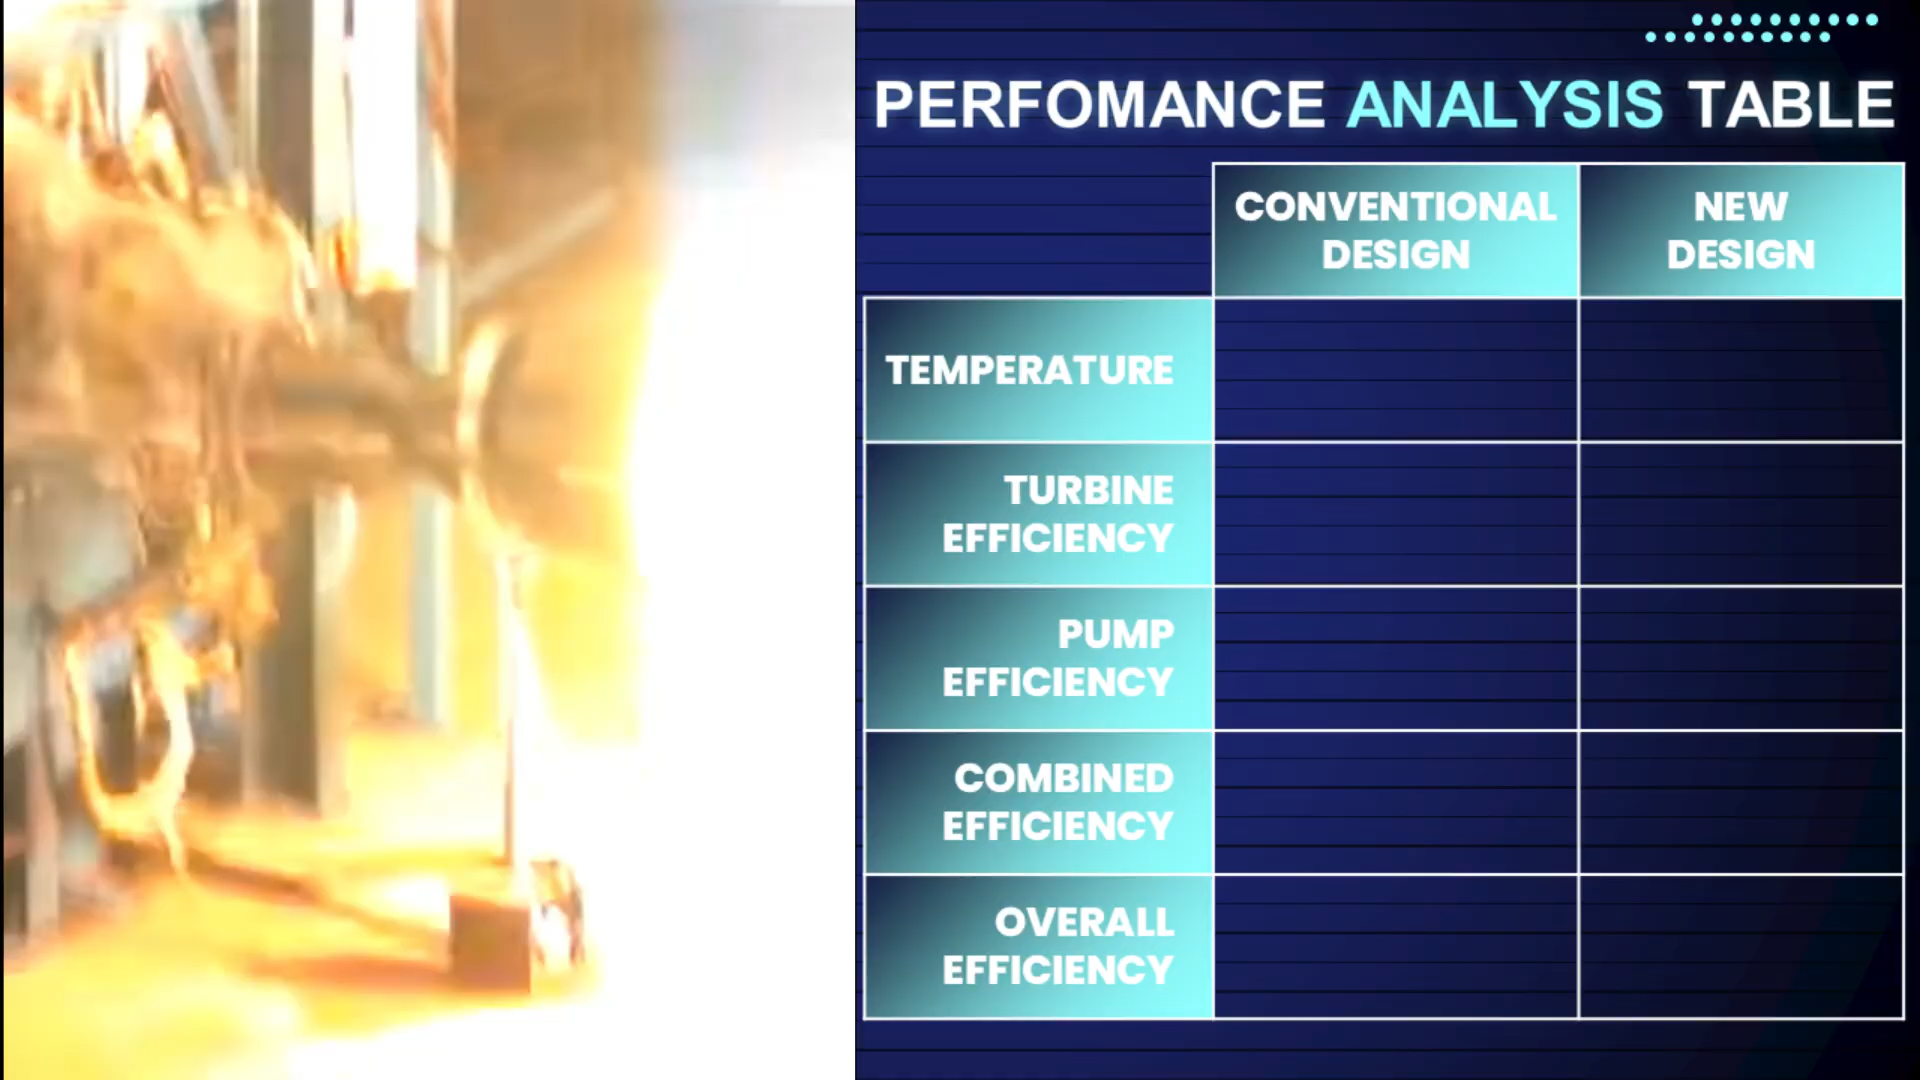 PERFOMANCE ANALYSIS TABLE
CONVENTIONAL
DESIGN
NEW
DESIGN
TEMPERATURE
TURBINE
EFFICIENCY
PUMP
EFFICIENCY
COMBINED
EFFICIENCY
OVERALL
EFFICIENCY